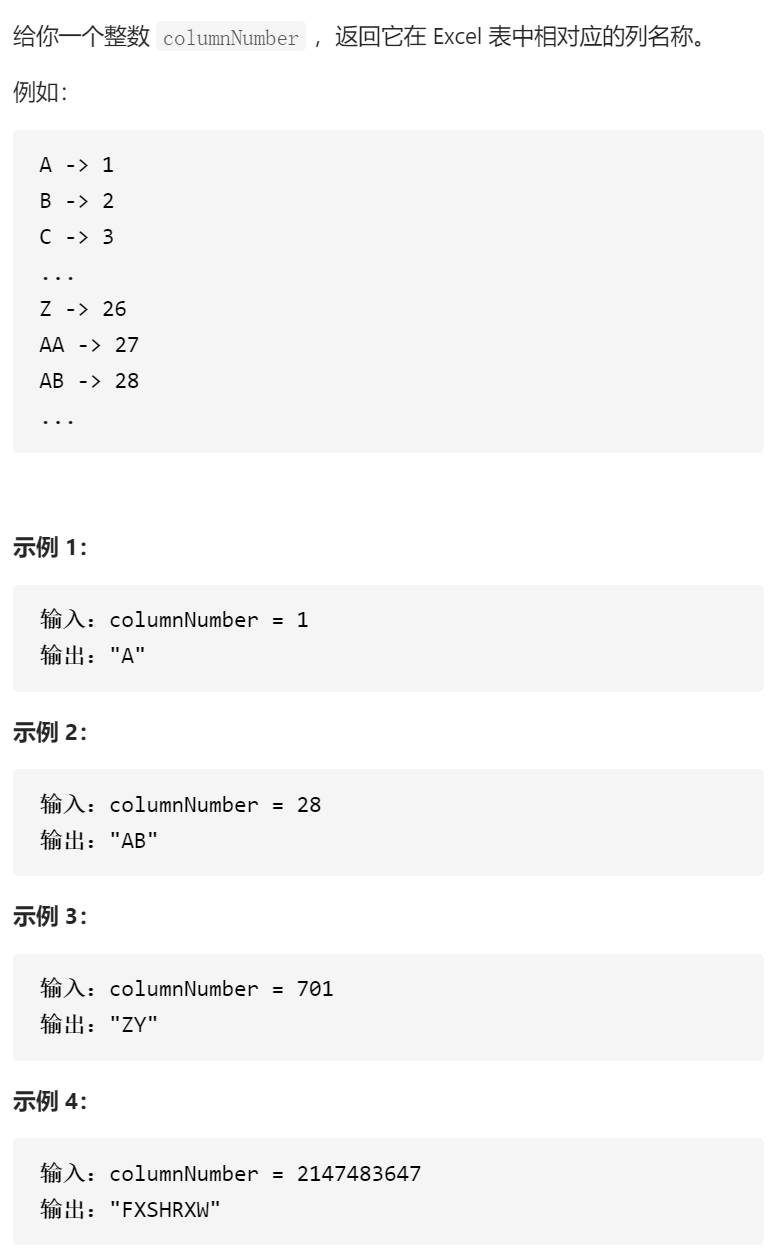 给你一个整数 columnNumber ，返回它在 Excel 表中相对应的列名称。
例如：
A -> 1
B -> 2
C -> 3
...
Z -> 26
AA -> 27
AB -> 28
...
示例 1：
输入：columnNumber = 1
输出："A"
示例 2：
输入：columnNumber = 28
输出："AB"
示例 3：
输入：columnNumber = 701
输出："ZY"
示例 4：
输入：columnNumber = 2147483647
输出："FXSHRXW"